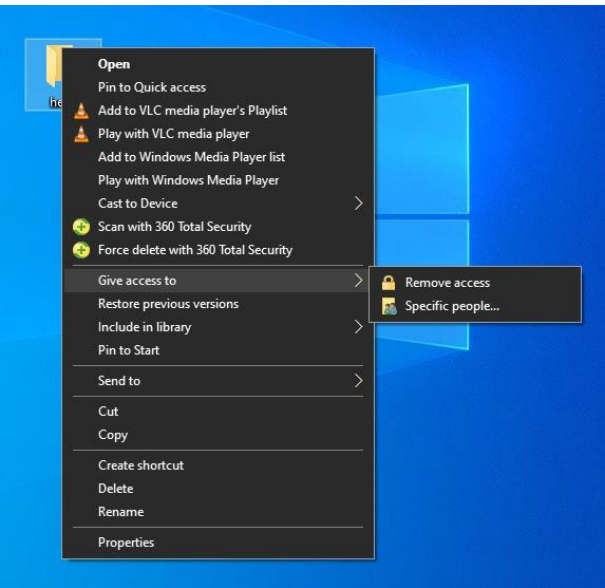 Open
Pin to Quick access
Add to VLC media player's Playlist
Play with VLC media player
Add to Windows Media Player list
Play with Windows Media Player
Cast to Device
Scan with 360 Total Security
Force delete with 360 Total Security
Give access to
Remove access
Specific people...
Restore previous versions
Include in library
Pin to Start
Send to
Cut
Copy
Create shortcut
Delete
Rename
Properties